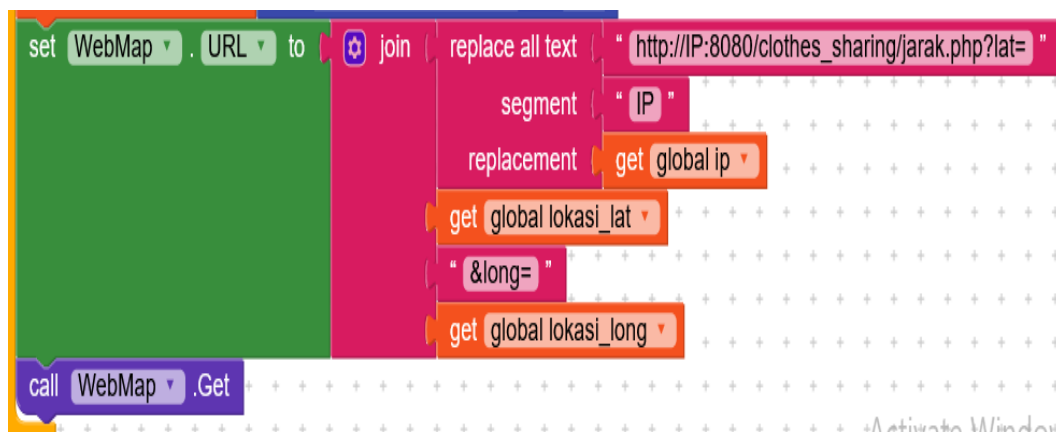 set WebMap . URL to join replace all text “ http://IP:8080/clothes_sharing/jarak.php?lat= ”
segment “ IP ”
replacement get global ip
get global lokasi_lat
“ &long= ”
get global lokasi_long
call WebMap .Get